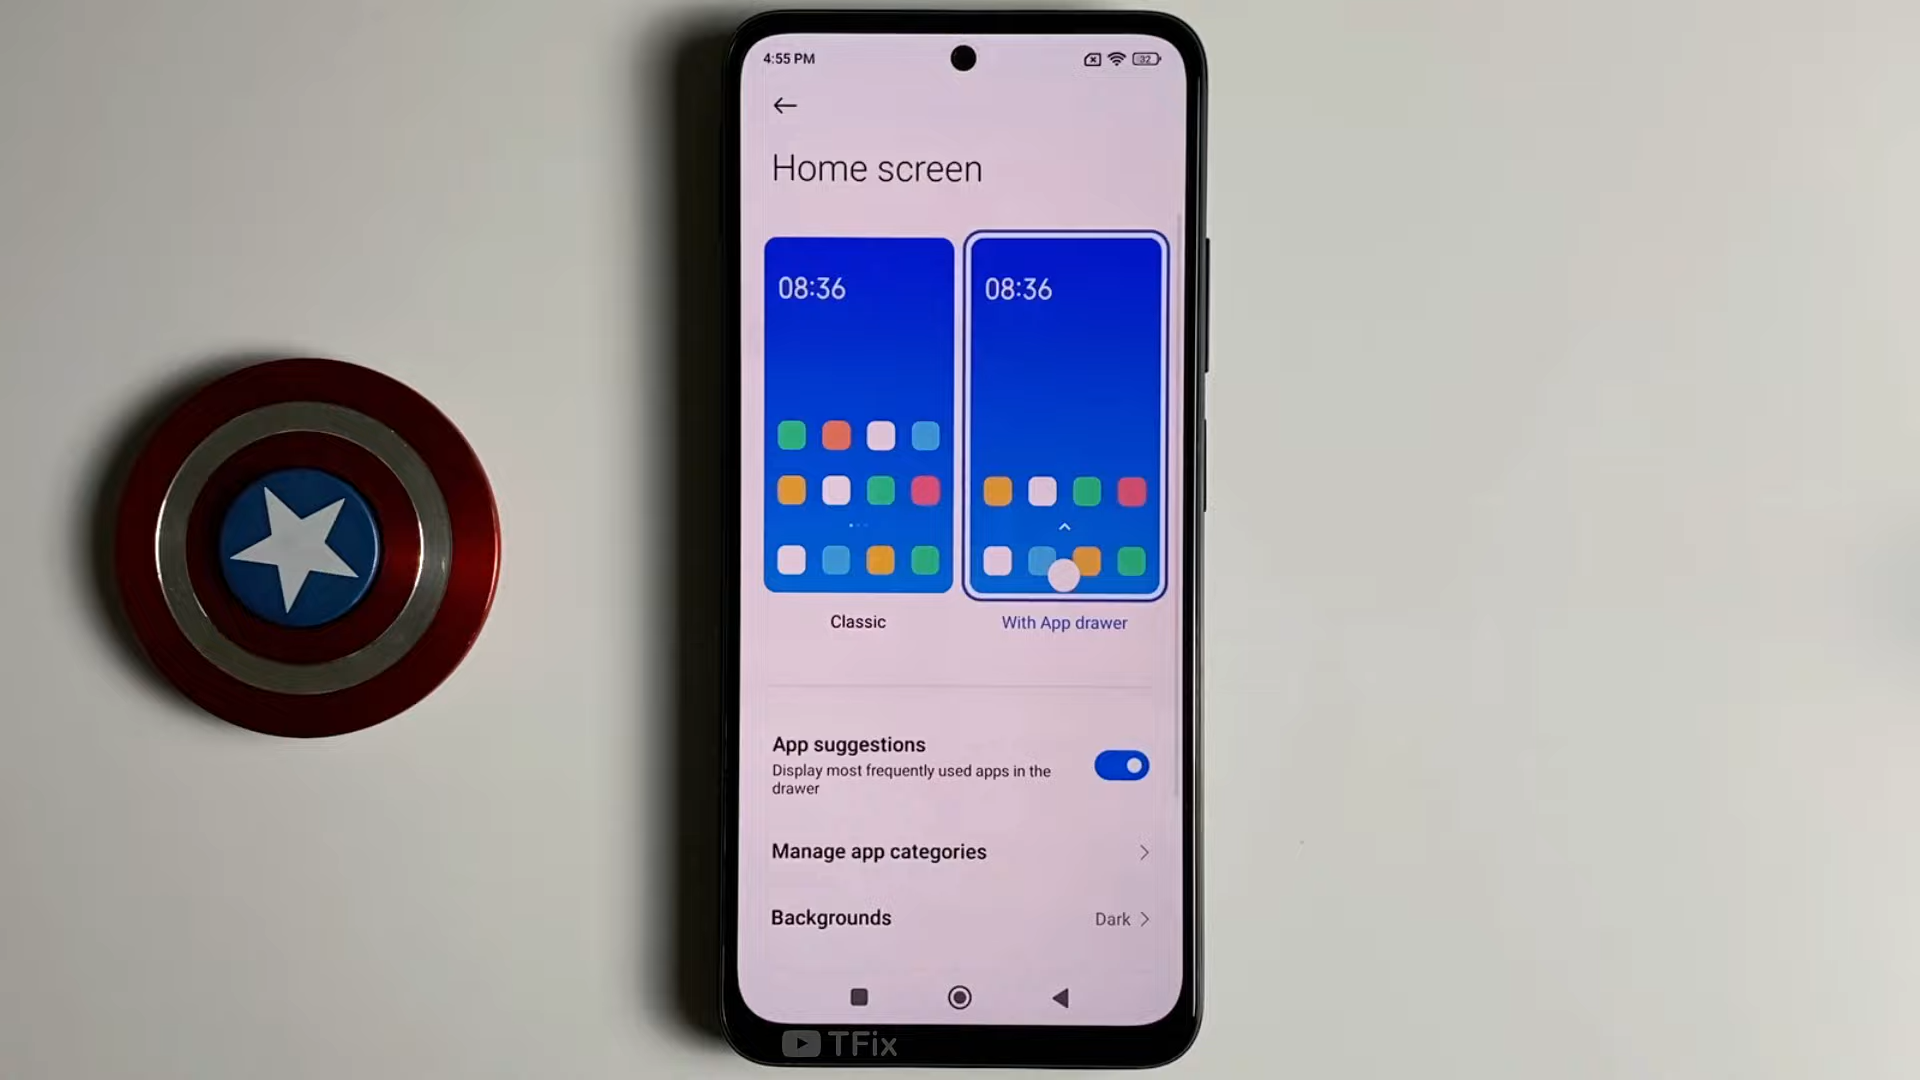 4:55 PM
32
Home screen
08:36
08:36
Classic
With App drawer
App suggestions
Display most frequently used apps in the
drawer
Manage app categories
Backgrounds
Dark
TFix